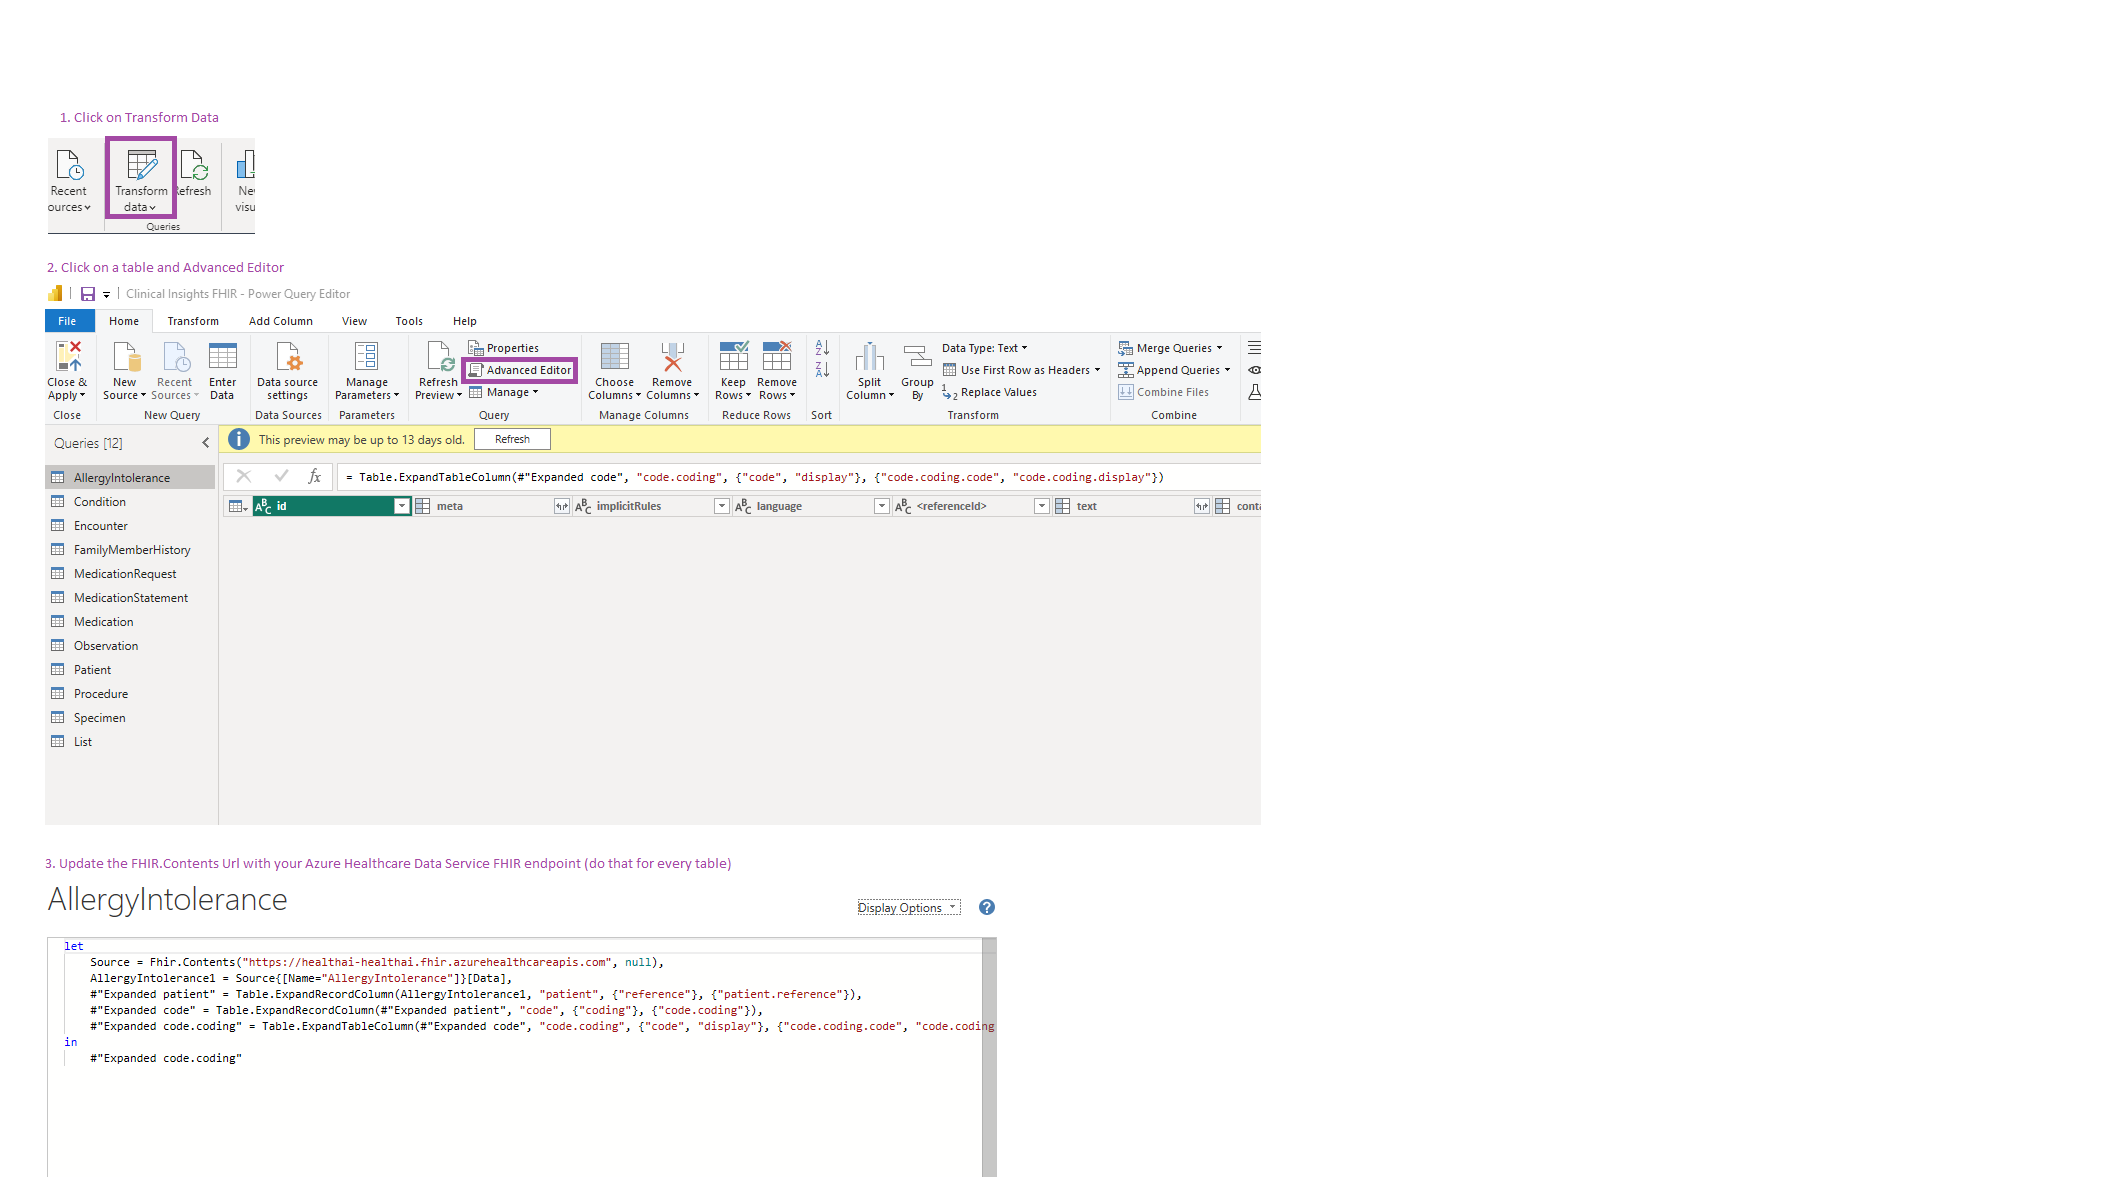 1. Click on Transform Data
Recent
ources
Transform
data
efresh
Ne
visu
Queries
2. Click on a table and Advanced Editor
Clinical Insights FHIR - Power Query Editor
File Home Transform Add Column View Tools Help
Close &
Apply
Close
New
Source
Recent
Sources
Enter
Data
New Query
Data source
settings
Data Sources
Manage
Parameters
Parameters
Refresh
Preview
Properties
Advanced Editor
Manage
Query
Choose
Columns
Remove
Columns
Manage Columns
Keep
Rows
Remove
Rows
Reduce Rows
A
Z
Z
A
Sort
Split
Column
Group
By
Data Type: Text
Use First Row as Headers
1 2 Replace Values
Transform
Merge Queries
Append Queries
Combine Files
Combine
Queries [12]
This preview may be up to 13 days old. Refresh
fx = Table.ExpandTableColumn(#"Expanded code", "code.coding", {"code", "display"}, {"code.coding.code", "code.coding.display"})
ABC id meta ABC implicitRules ABC language ABC <referenceId> text conta
AllergyIntolerance
Condition
Encounter
FamilyMemberHistory
MedicationRequest
MedicationStatement
Medication
Observation
Patient
Procedure
Specimen
List
3. Update the FHIR.Contents Url with your Azure Healthcare Data Service FHIR endpoint (do that for every table)
AllergyIntolerance
Display Options ?
let
Source = Fhir.Contents("https://healthai-healthai.fhir.azurehealthcareapis.com", null),
AllergyIntolerance1 = Source{[Name="AllergyIntolerance"]}[Data],
#"Expanded patient" = Table.ExpandRecordColumn(AllergyIntolerance1, "patient", {"reference"}, {"patient.reference"}),
#"Expanded code" = Table.ExpandRecordColumn(#"Expanded patient", "code", {"coding"}, {"code.coding"}),
#"Expanded code.coding" = Table.ExpandTableColumn(#"Expanded code", "code.coding", {"code", "display"}, {"code.coding.code", "code.coding
in
#"Expanded code.coding"